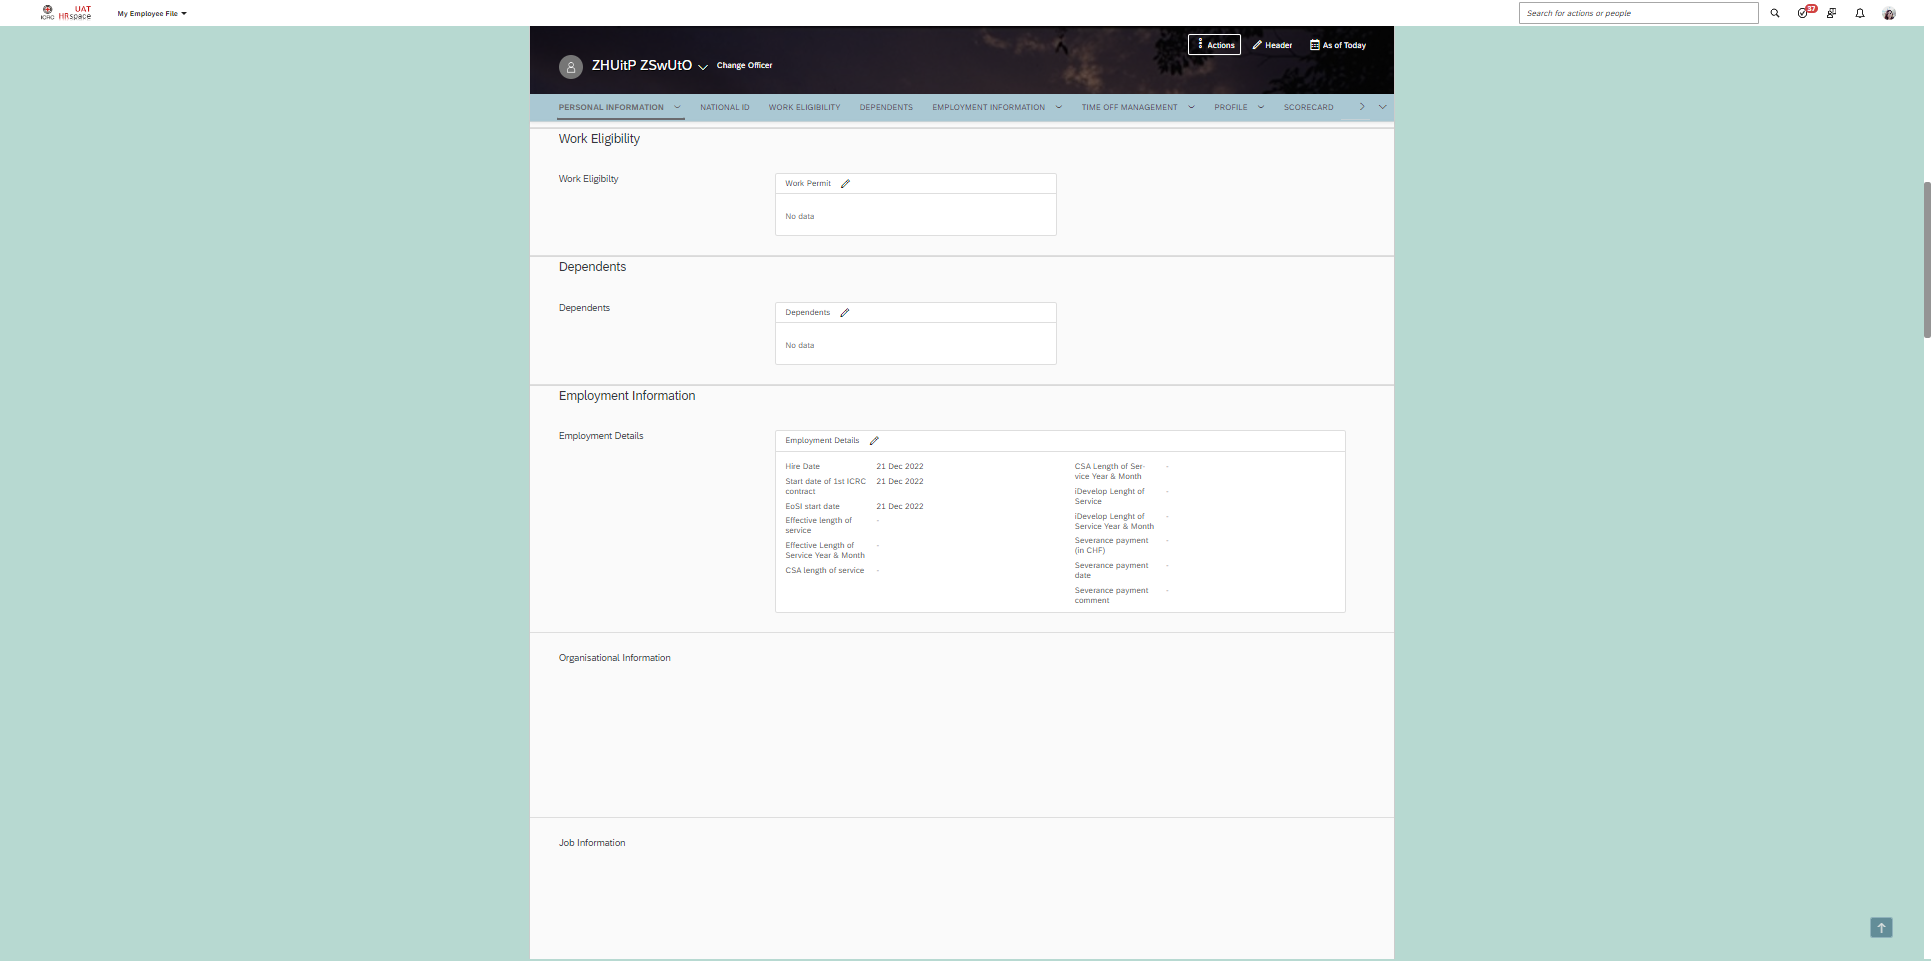 UAT
ICRC HRspace
My Employee File
Search for actions or people
37
Actions
Header
As of Today
ZHUitP ZSwUtO
Change Officer
PERSONAL INFORMATION
NATIONAL ID
WORK ELIGIBILITY
DEPENDENTS
EMPLOYMENT INFORMATION
TIME OFF MANAGEMENT
PROFILE
SCORECARD
Work Eligibility
Work Eligibilty
Work Permit
No data
Dependents
Dependents
Dependents
No data
Employment Information
Employment Details
Employment Details
Hire Date 21 Dec 2022
Start date of 1st ICRC 21 Dec 2022
contract
EoSI start date 21 Dec 2022
Effective length of -
service
Effective Length of -
Service Year & Month
CSA length of service -
CSA Length of Ser- -
vice Year & Month
iDevelop Lenght of -
Service
iDevelop Lenght of -
Service Year & Month
Severance payment -
(in CHF)
Severance payment -
date
Severance payment -
comment
Organisational Information
Job Information